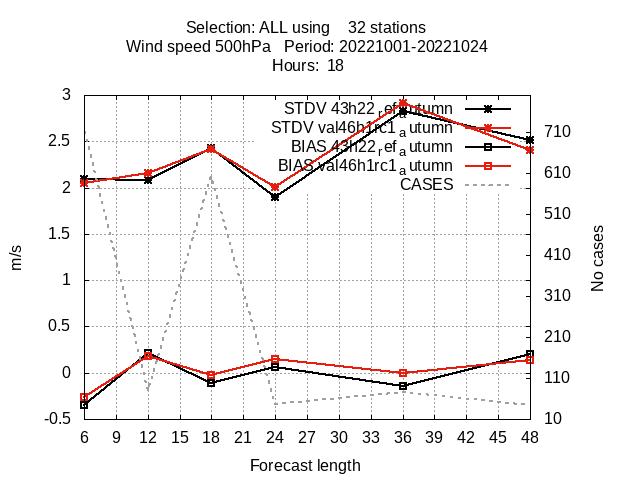 Selection: ALL using    32 stations
Wind speed 500hPa   Period: 20221001-20221024
Hours:  18
STDV 43h22_ref_autumn
STDV val46h1rc1_autumn
BIAS 43h22_ref_autumn
BIAS val46h1rc1_autumn
CASES
3
2.5
2
1.5
1
0.5
0
-0.5
m/s
710
610
510
410
310
210
110
10
No cases
6 9 12 15 18 21 24 27 30 33 36 39 42 45 48
Forecast length